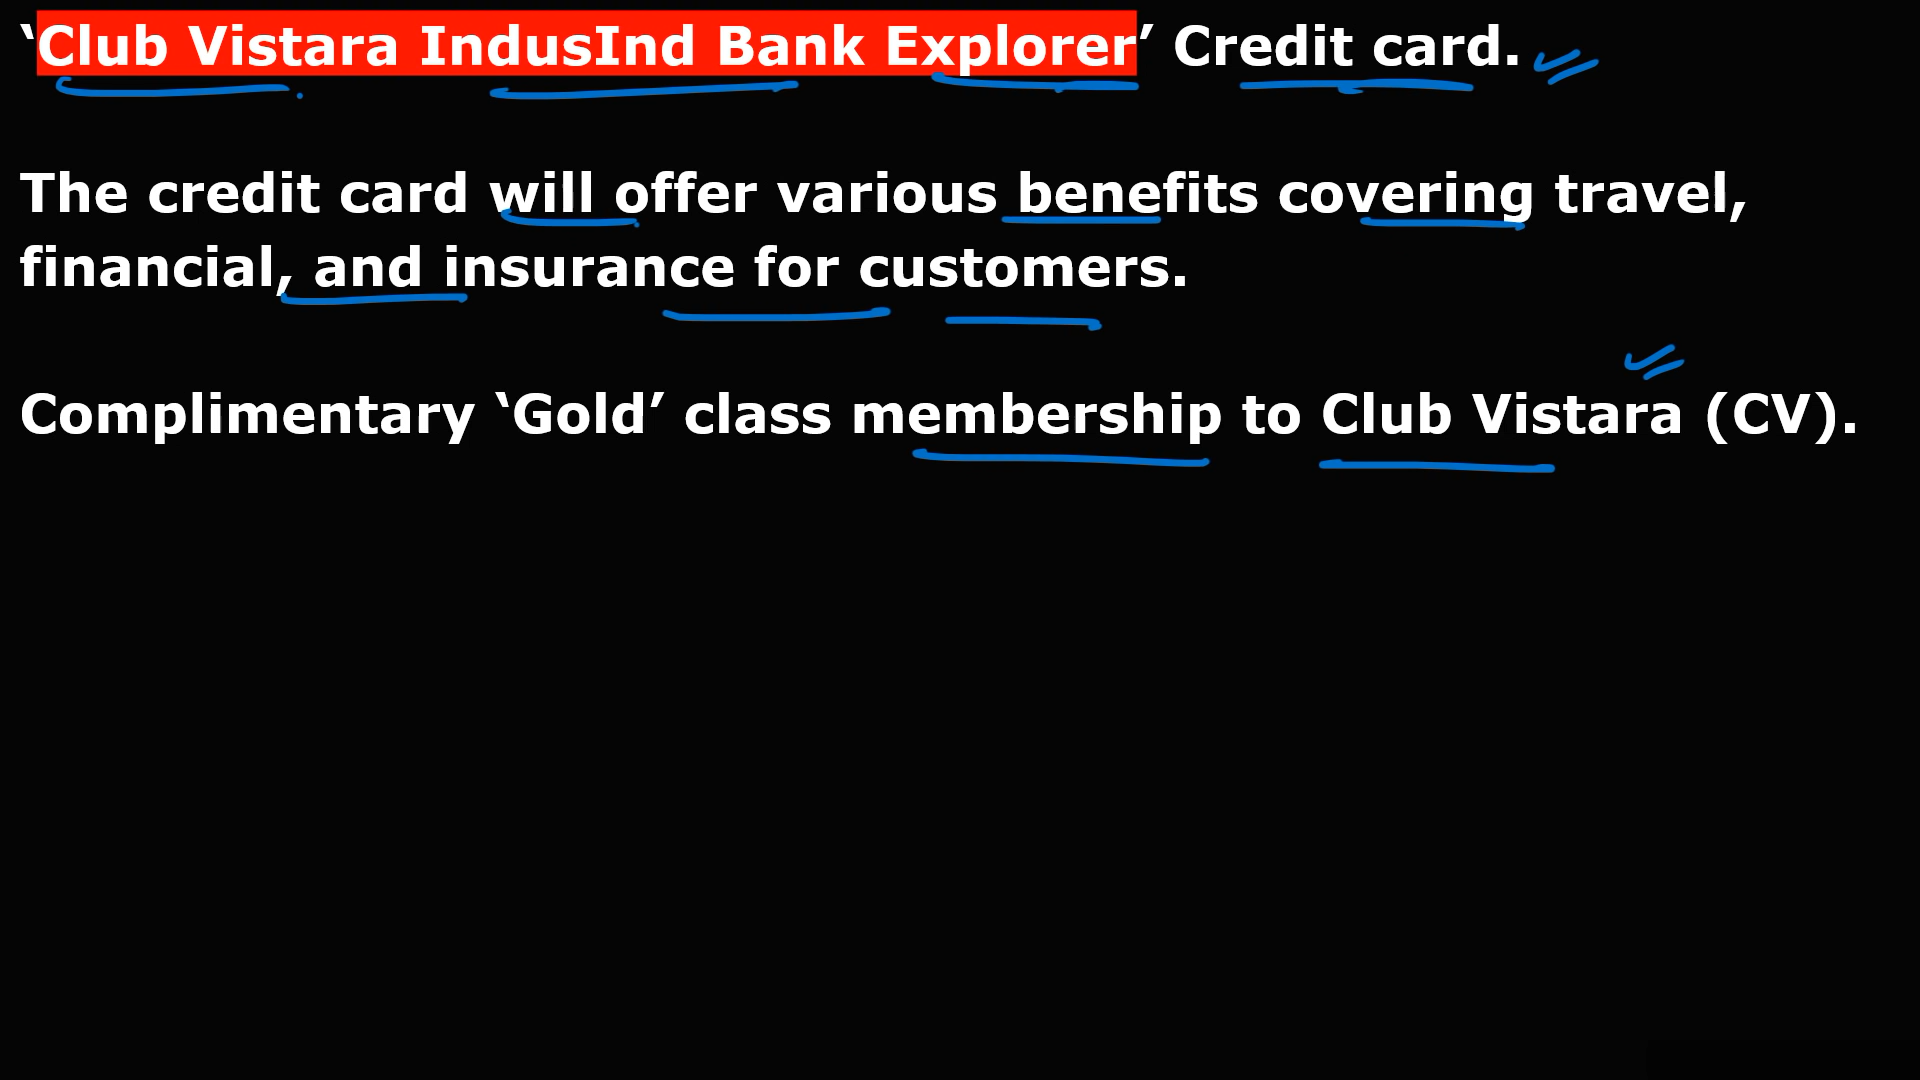 ‘Club Vistara IndusInd Bank Explorer’ Credit card.
The credit card will offer various benefits covering travel,
financial, and insurance for customers.
Complimentary ‘Gold’ class membership to Club Vistara (CV).